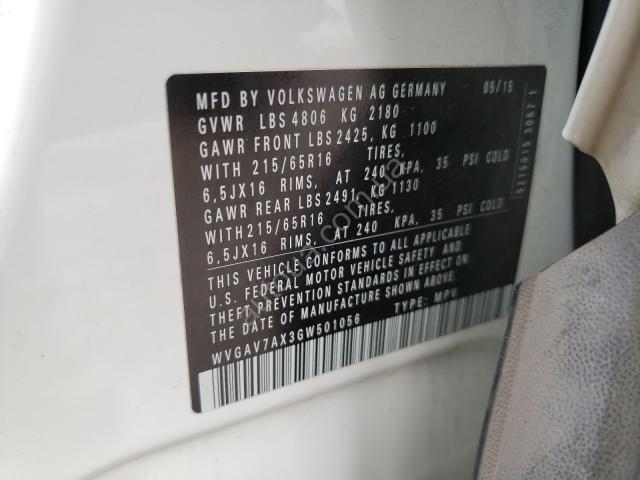 MFD BY VOLKSWAGEN AG GERMANY 05/15
GVWR LBS 4806 KG 2180
GAWR FRONT LBS 2425, KG 1100
WITH 215/65R16 TIRES,
6,5JX16 RIMS, AT 240 KPA, 35 PSI COLD
GAWR REAR LBS 2491, KG 1130
WITH 215/65R16 TIRES,
6,5JX16 RIMS, AT 240 KPA, 35 PSI COLD
THIS VEHICLE CONFORMS TO ALL APPLICABLE
U.S. FEDERAL MOTOR VEHICLE SAFETY AND
THEFT PREVENTION STANDARDS IN EFFECT ON
THE DATE OF MANUFACTURE SHOWN ABOVE.
WVGAV7AX3GW501056 TYPE: MPV